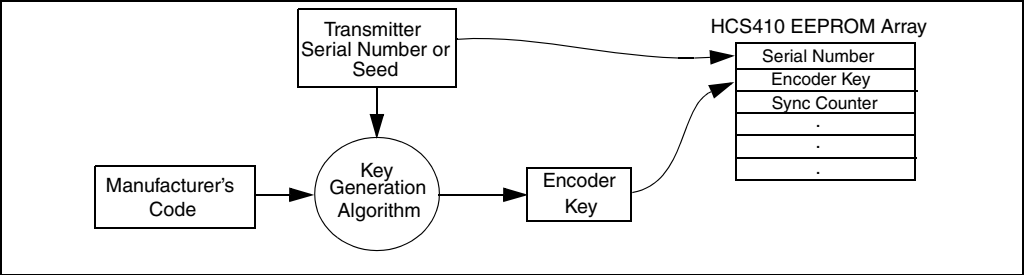 Transmitter
Serial Number or
Seed
HCS410 EEPROM Array
Serial Number
Encoder Key
Sync Counter
.
.
.
Manufacturer’s
Code
Key
Generation
Algorithm
Encoder
Key